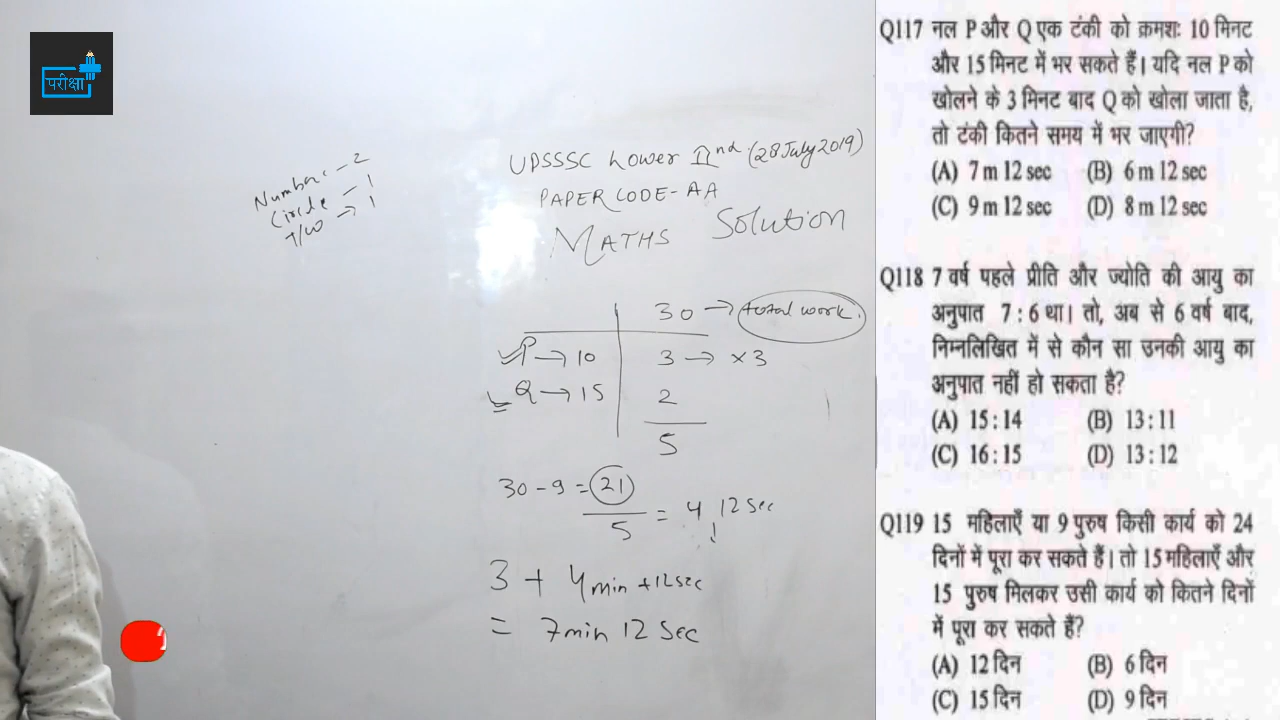 परीक्षा
Number - 2
Circle - 1
T/W → 1
UPSSSC Lower IInd (28 July 2019)
PAPER CODE - AA
MATHS Solution
30 → total work.
P → 10 3 → ×3
Q → 15 2
5
30 - 9 = 21
5 = 4 12 Sec
3 + 4 min + 12 sec
= 7 min 12 Sec
Q117 नल P और Q एक टंकी को क्रमशः 10 मिनट
और 15 मिनट में भर सकते हैं। यदि नल P को
खोलने के 3 मिनट बाद Q को खोला जाता है,
तो टंकी कितने समय में भर जाएगी?
(A) 7 m 12 sec (B) 6 m 12 sec
(C) 9 m 12 sec (D) 8 m 12 sec
Q118 7 वर्ष पहले प्रीति और ज्योति की आयु का
अनुपात 7 : 6 था। तो, अब से 6 वर्ष बाद,
निम्नलिखित में से कौन सा उनकी आयु का
अनुपात नहीं हो सकता है?
(A) 15 : 14 (B) 13 : 11
(C) 16 : 15 (D) 13 : 12
Q119 15 महिलाएँ या 9 पुरुष किसी कार्य को 24
दिनों में पूरा कर सकते हैं। तो 15 महिलाएँ और
15 पुरुष मिलकर उसी कार्य को कितने दिनों
में पूरा कर सकते हैं?
(A) 12 दिन (B) 6 दिन
(C) 15 दिन (D) 9 दिन